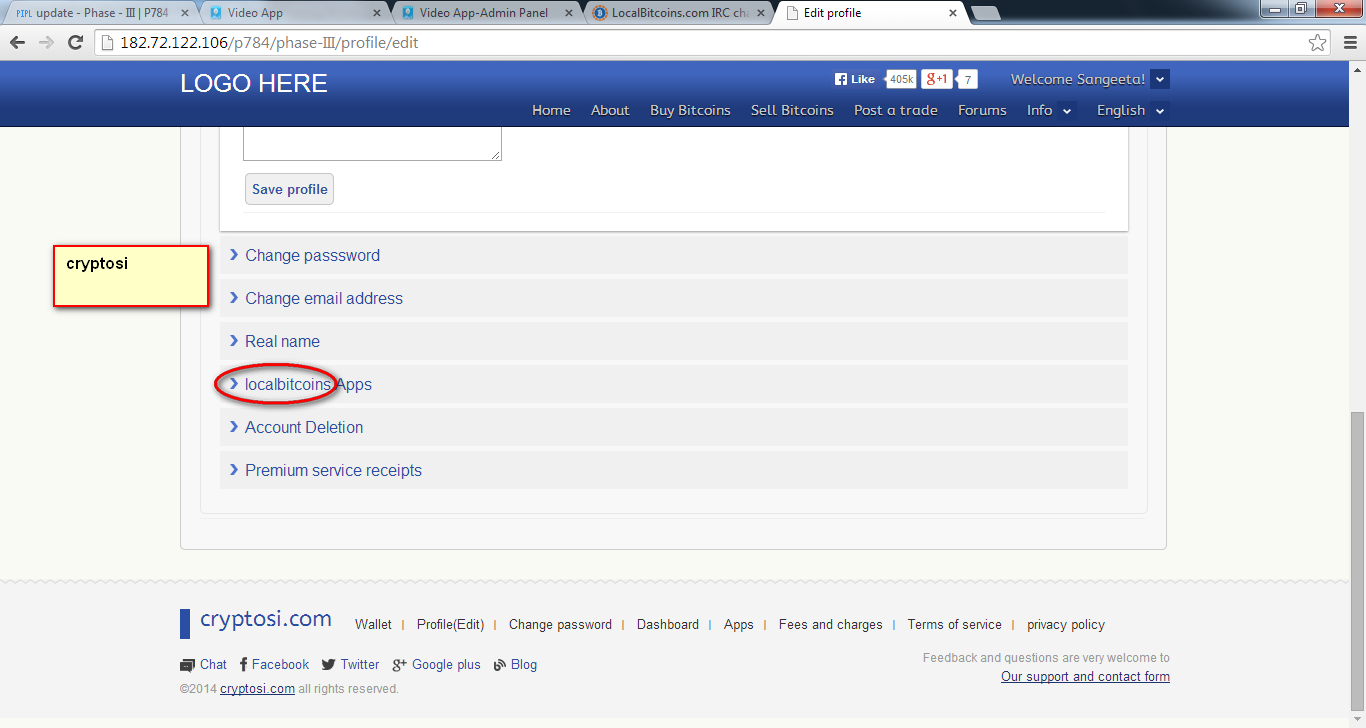 PIPL update - Phase - III | P784
Video App
Video App-Admin Panel
LocalBitcoins.com IRC cha
Edit profile
182.72.122.106/p784/phase-III/profile/edit
LOGO HERE
Like 405k +1 7 Welcome Sangeeta!
Home About Buy Bitcoins Sell Bitcoins Post a trade Forums Info English
Save profile
cryptosi
Change passsword
Change email address
Real name
localbitcoins Apps
Account Deletion
Premium service receipts
cryptosi.com Wallet | Profile(Edit) | Change password | Dashboard | Apps | Fees and charges | Terms of service | privacy policy
Chat Facebook Twitter Google plus Blog
Feedback and questions are very welcome to
Our support and contact form
©2014 cryptosi.com all rights reserved.